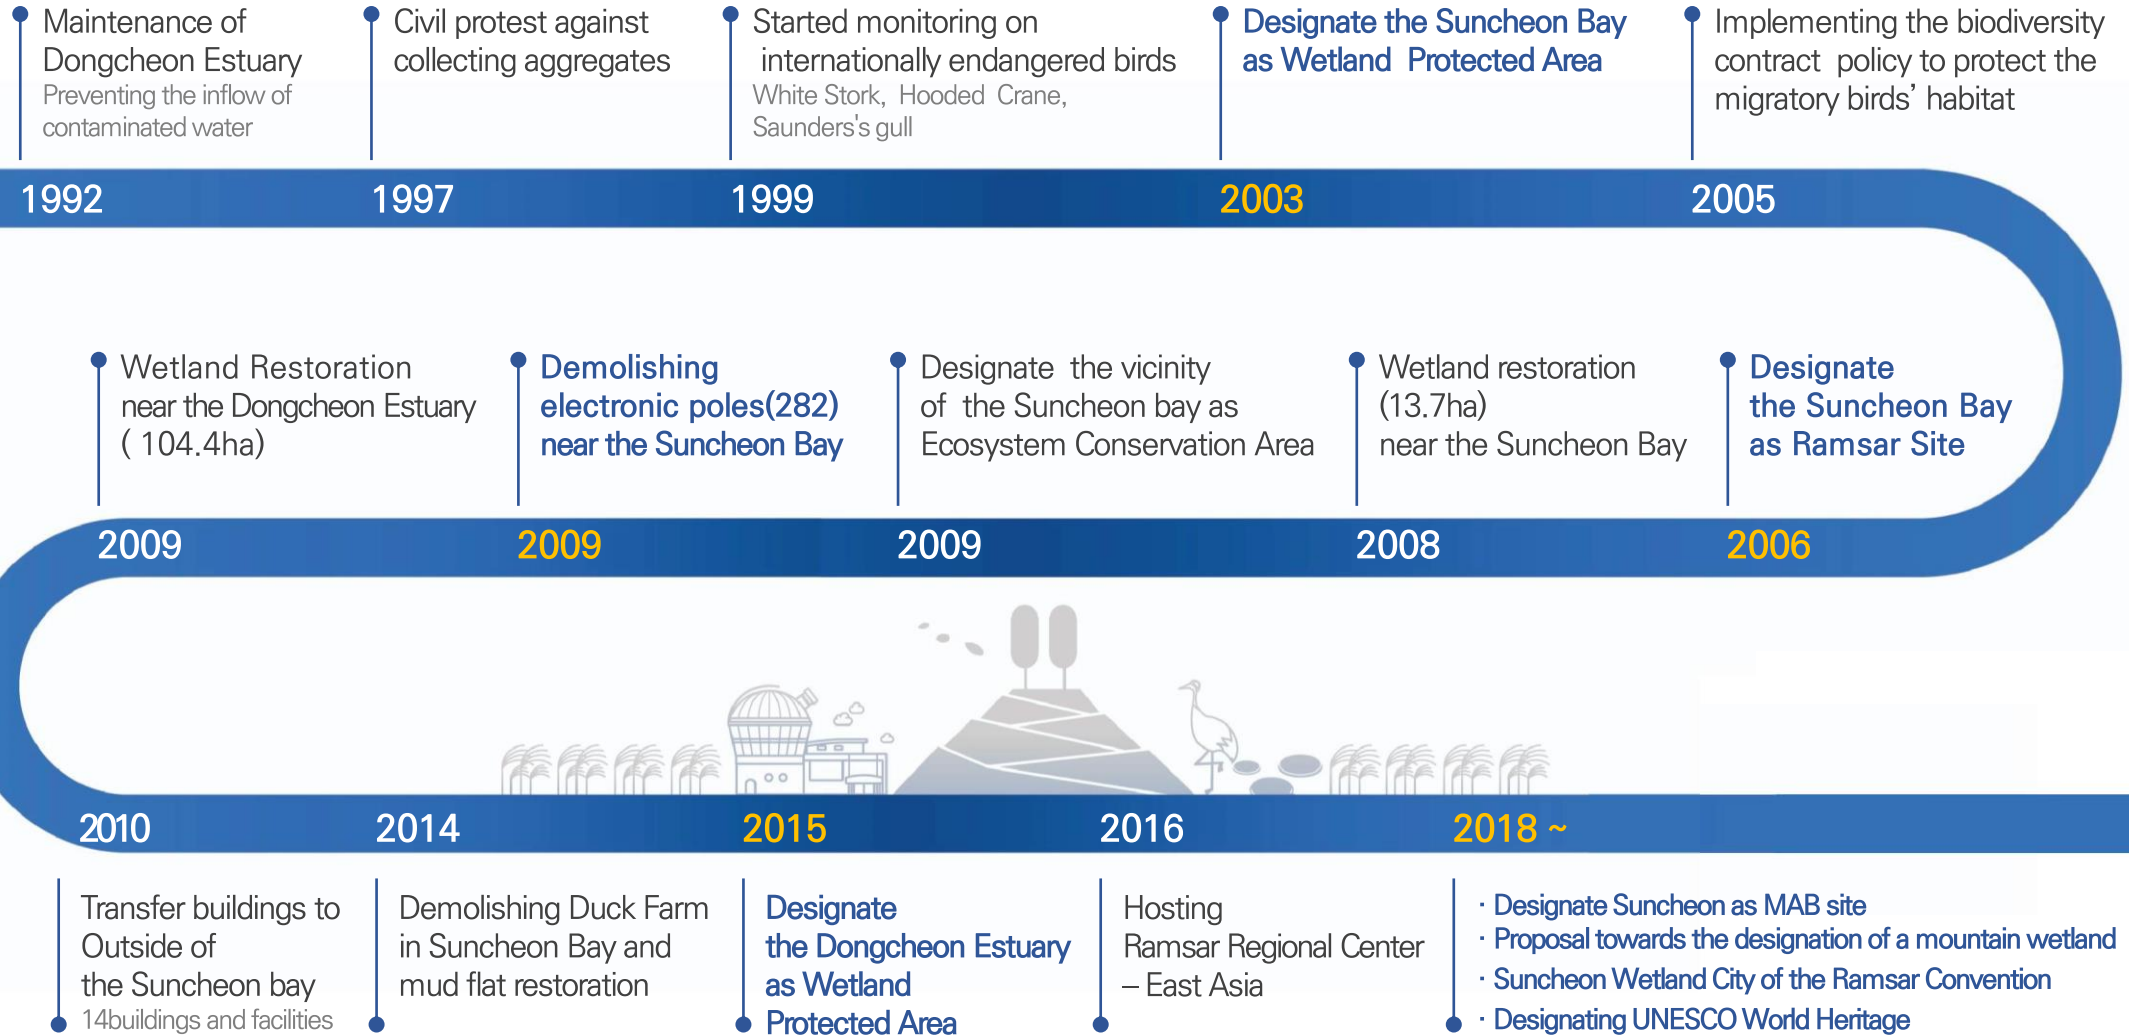 Maintenance of
Dongcheon Estuary
Preventing the inflow of
contaminated water
1992
Civil protest against
collecting aggregates
1997
Started monitoring on
internationally endangered birds
White Stork, Hooded Crane,
Saunders's gull
1999
Designate the Suncheon Bay
as Wetland Protected Area
2003
Implementing the biodiversity
contract policy to protect the
migratory birds' habitat
2005
Wetland Restoration
near the Dongcheon Estuary
( 104.4ha)
2009
Demolishing
electronic poles(282)
near the Suncheon Bay
2009
Designate the vicinity
of the Suncheon bay as
Ecosystem Conservation Area
2009
Wetland restoration
(13.7ha)
near the Suncheon Bay
2008
Designate
the Suncheon Bay
as Ramsar Site
2006
2010
Transfer buildings to
Outside of
the Suncheon bay
14buildings and facilities
2014
Demolishing Duck Farm
in Suncheon Bay and
mud flat restoration
2015
Designate
the Dongcheon Estuary
as Wetland
Protected Area
2016
Hosting
Ramsar Regional Center
– East Asia
2018 ~
· Designate Suncheon as MAB site
· Proposal towards the designation of a mountain wetland
· Suncheon Wetland City of the Ramsar Convention
· Designating UNESCO World Heritage